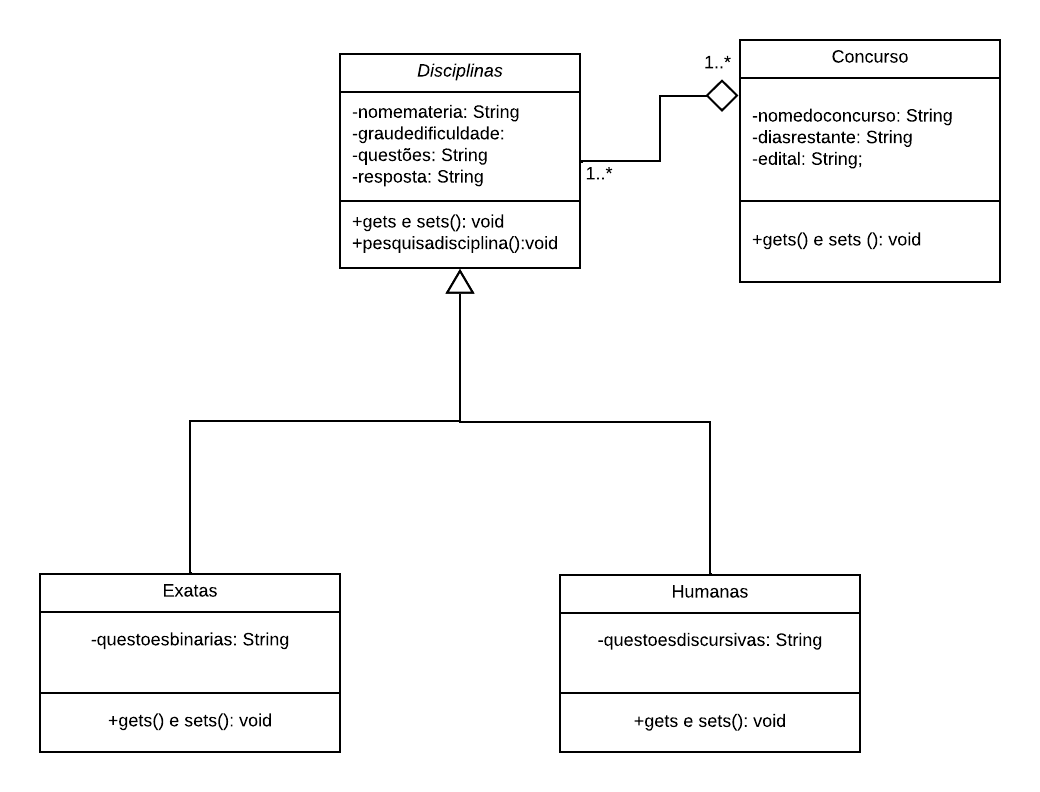 Disciplinas
-nomemateria: String
-graudedificuldade:
-questões: String
-resposta: String
+gets e sets(): void
+pesquisadisciplina():void
1..*
1..*
Concurso
-nomedoconcurso: String
-diasrestante: String
-edital: String;
+gets() e sets (): void
Exatas
-questoesbinarias: String
+gets() e sets(): void
Humanas
-questoesdiscursivas: String
+gets e sets(): void